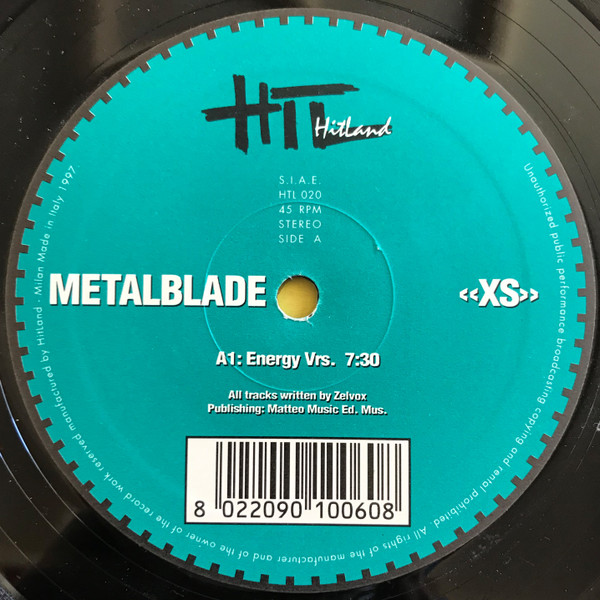 HTL
HitLand
S.I.A.E.
HTL 020
45 RPM
STEREO
SIDE A
METALBLADE
‹‹XS››
A1: Energy Vrs. 7:30
All tracks written by Zelvox
Publishing: Matteo Music Ed. Mus.
8 022090 100608
Unauthorized public performance broadcasting copying and rental prohibited. All rights of the manufacturer and of the owner of the record work reserved manufactured by HitLand - Milan Made in Italy 1997.